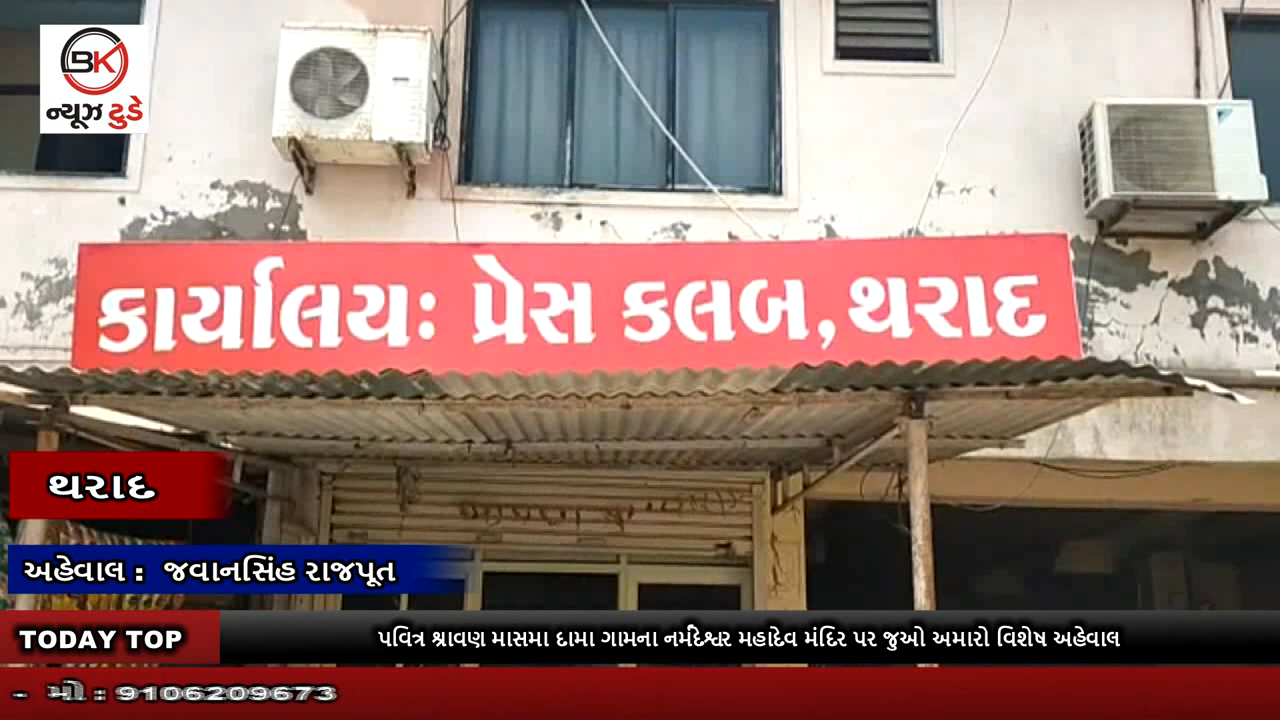 BK
ન્યૂઝ ટુડે
કાર્યાલયઃ પ્રેસ કલબ,થરાદ
થરાદ
અહેવાલ : જવાનસિંહ રાજપૂત
TODAY TOP
પવિત્ર શ્રાવણ માસમા દામા ગામના નર્મદેશ્વર મહાદેવ મંદિર પર જુઓ અમારો વિશેષ અહેવાલ
- મો : 9106209673